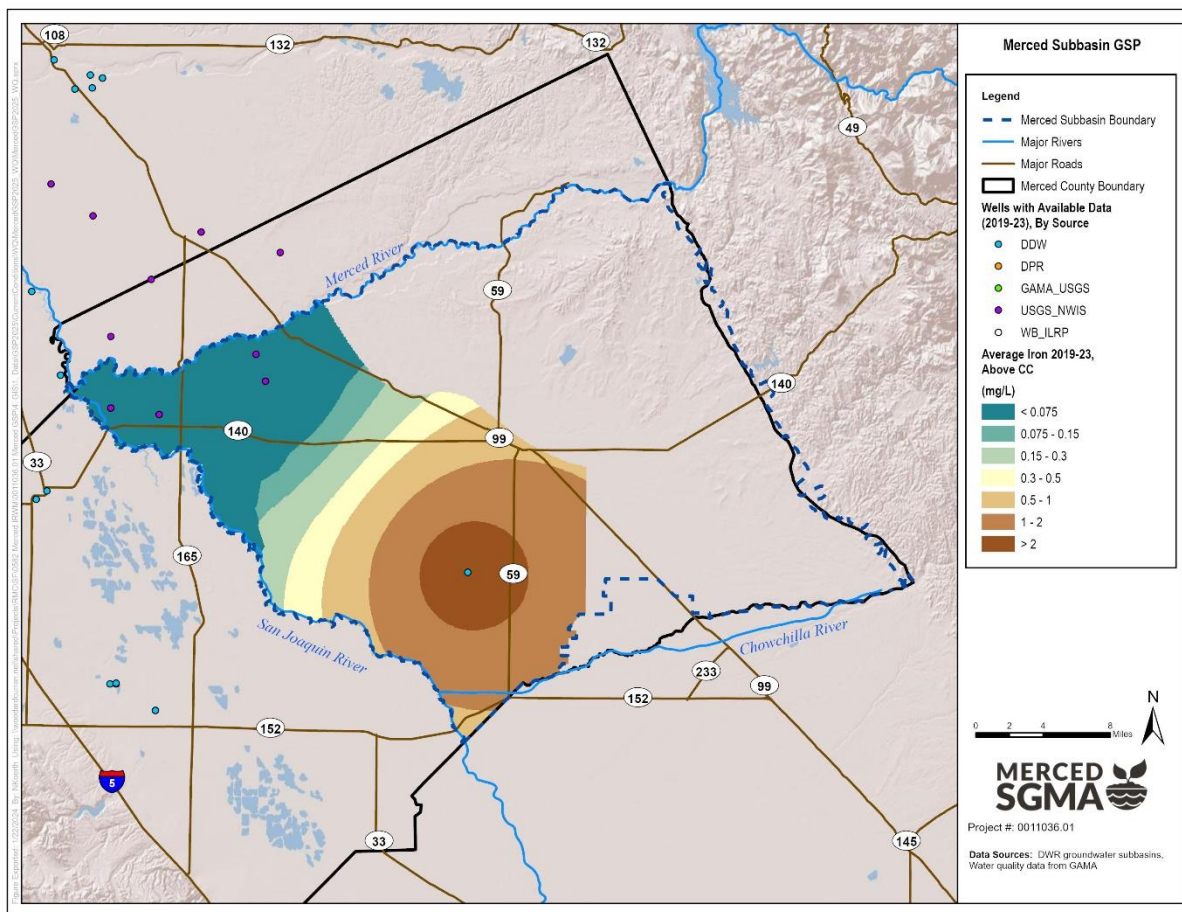 Merced Subbasin GSP
Legend
Merced Subbasin Boundary
Major Rivers
Major Roads
Merced County Boundary
Wells with Available Data
(2019-23), By Source
DDW
DPR
GAMA_USGS
USGS_NWIS
WB_ILRP
Average Iron 2019-23,
Above CC
(mg/L)
< 0.075
0.075 - 0.15
0.15 - 0.3
0.3 - 0.5
0.5 - 1
1 - 2
> 2
N
0 2 4 8
Miles
MERCED
SGMA
Project #: 0011036.01
Data Sources: DWR groundwater subbasins,
Water quality data from GAMA
108
132
132
49
Merced River
59
140
140
99
33
165
59
San Joaquin River
Chowchilla River
233
152
99
152
5
33
145